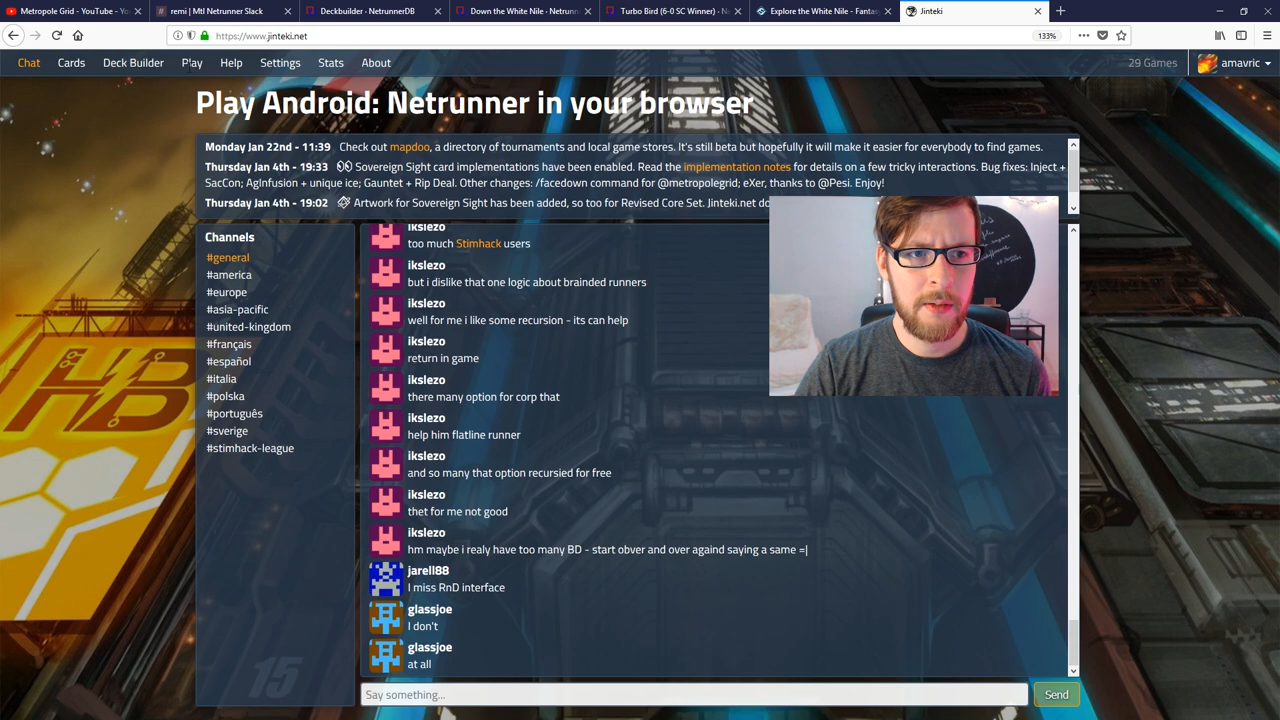 Metropole Grid - YouTube - Yo
remi | Mtl Netrunner Slack
Deckbuilder · NetrunnerDB
Down the White Nile · Netrunn
Turbo Bird (6-0 SC Winner) · N
Explore the White Nile - Fantas
Jinteki
https://www.jinteki.net
133%
Chat
Cards
Deck Builder
Play
Help
Settings
Stats
About
29 Games
amavric
Play Android: Netrunner in your browser
Monday Jan 22nd - 11:39 Check out mapdoo, a directory of tournaments and local game stores. It's still beta but hopefully it will make it easier for everybody to find games.
Thursday Jan 4th - 19:33 Sovereign Sight card implementations have been enabled. Read the implementation notes for details on a few tricky interactions. Bug fixes: Inject +
SacCon; AgInfusion + unique ice; Gauntet + Rip Deal. Other changes: /facedown command for @metropolegrid; eXer, thanks to @Pesi. Enjoy!
Thursday Jan 4th - 19:02 Artwork for Sovereign Sight has been added, so too for Revised Core Set. Jinteki.net do
Channels
#general
#america
#europe
#asia-pacific
#united-kingdom
#français
#español
#italia
#polska
#português
#sverige
#stimhack-league
ikslezo
too much Stimhack users
ikslezo
but i dislike that one logic about brainded runners
ikslezo
well for me i like some recursion - its can help
ikslezo
return in game
ikslezo
there many option for corp that
ikslezo
help him flatline runner
ikslezo
and so many that option recursied for free
ikslezo
thet for me not good
ikslezo
hm maybe i realy have too many BD - start obver and over againd saying a same =|
jarell88
I miss RnD interface
glassjoe
I don't
glassjoe
at all
Say something...
Send
15